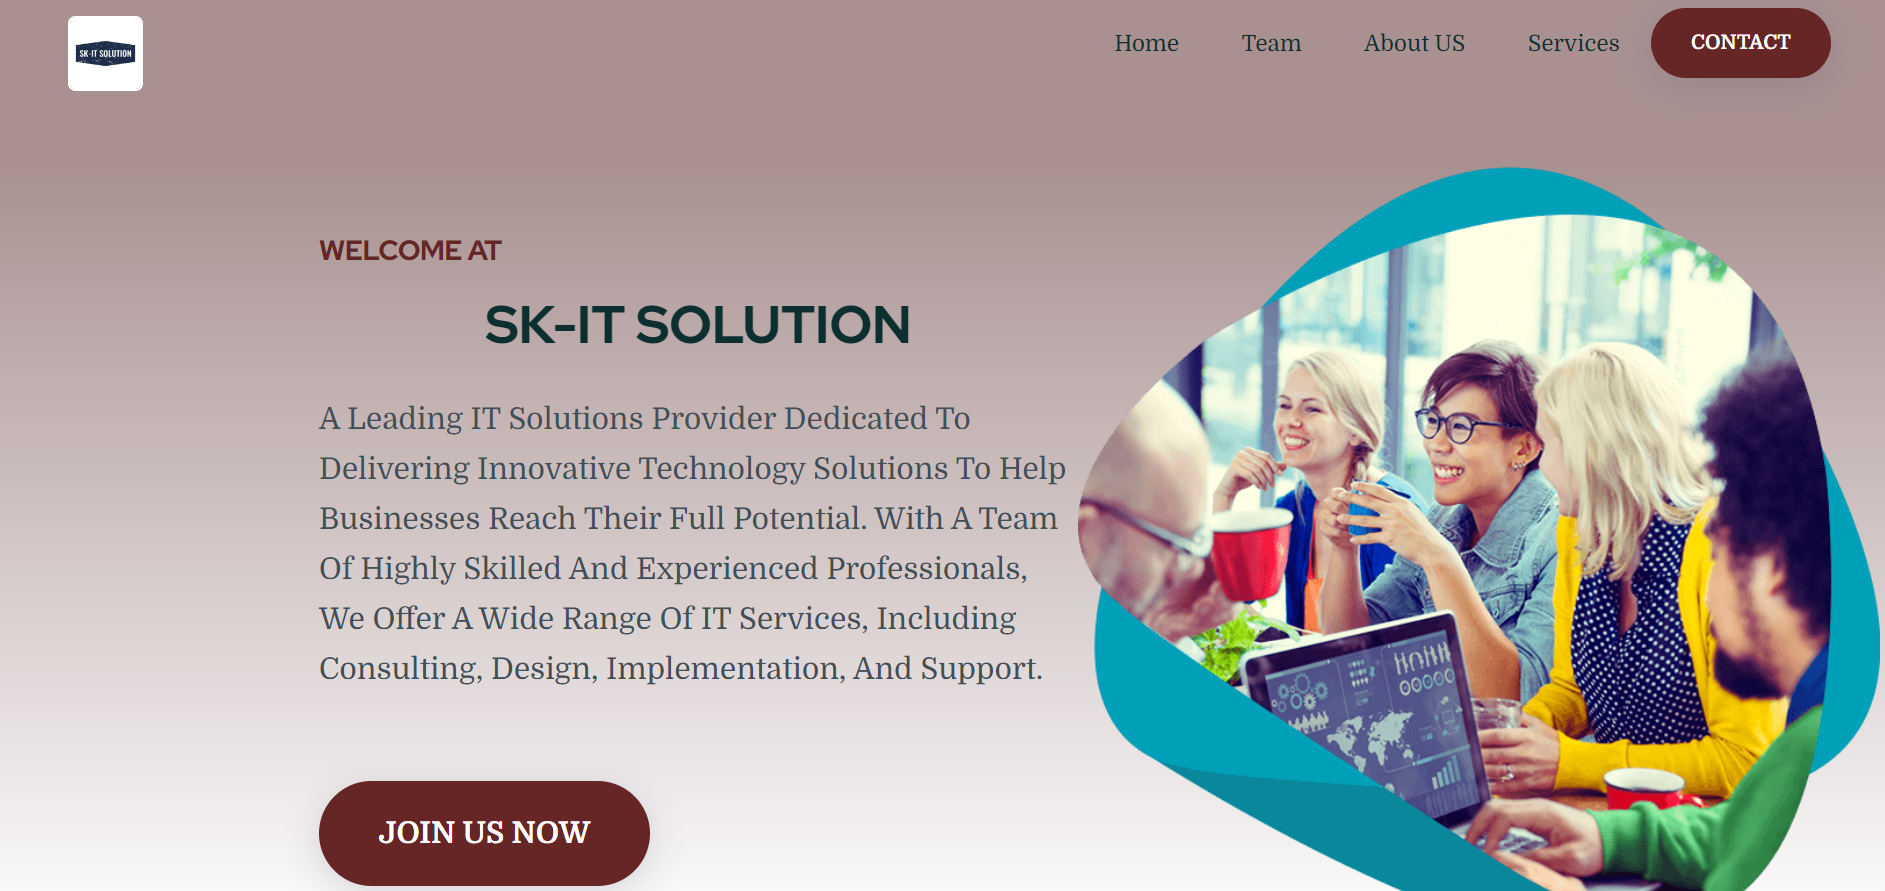 SK-IT SOLUTION
Home Team About US Services CONTACT
WELCOME AT
SK-IT SOLUTION
A Leading IT Solutions Provider Dedicated To
Delivering Innovative Technology Solutions To Help
Businesses Reach Their Full Potential. With A Team
Of Highly Skilled And Experienced Professionals,
We Offer A Wide Range Of IT Services, Including
Consulting, Design, Implementation, And Support.
JOIN US NOW